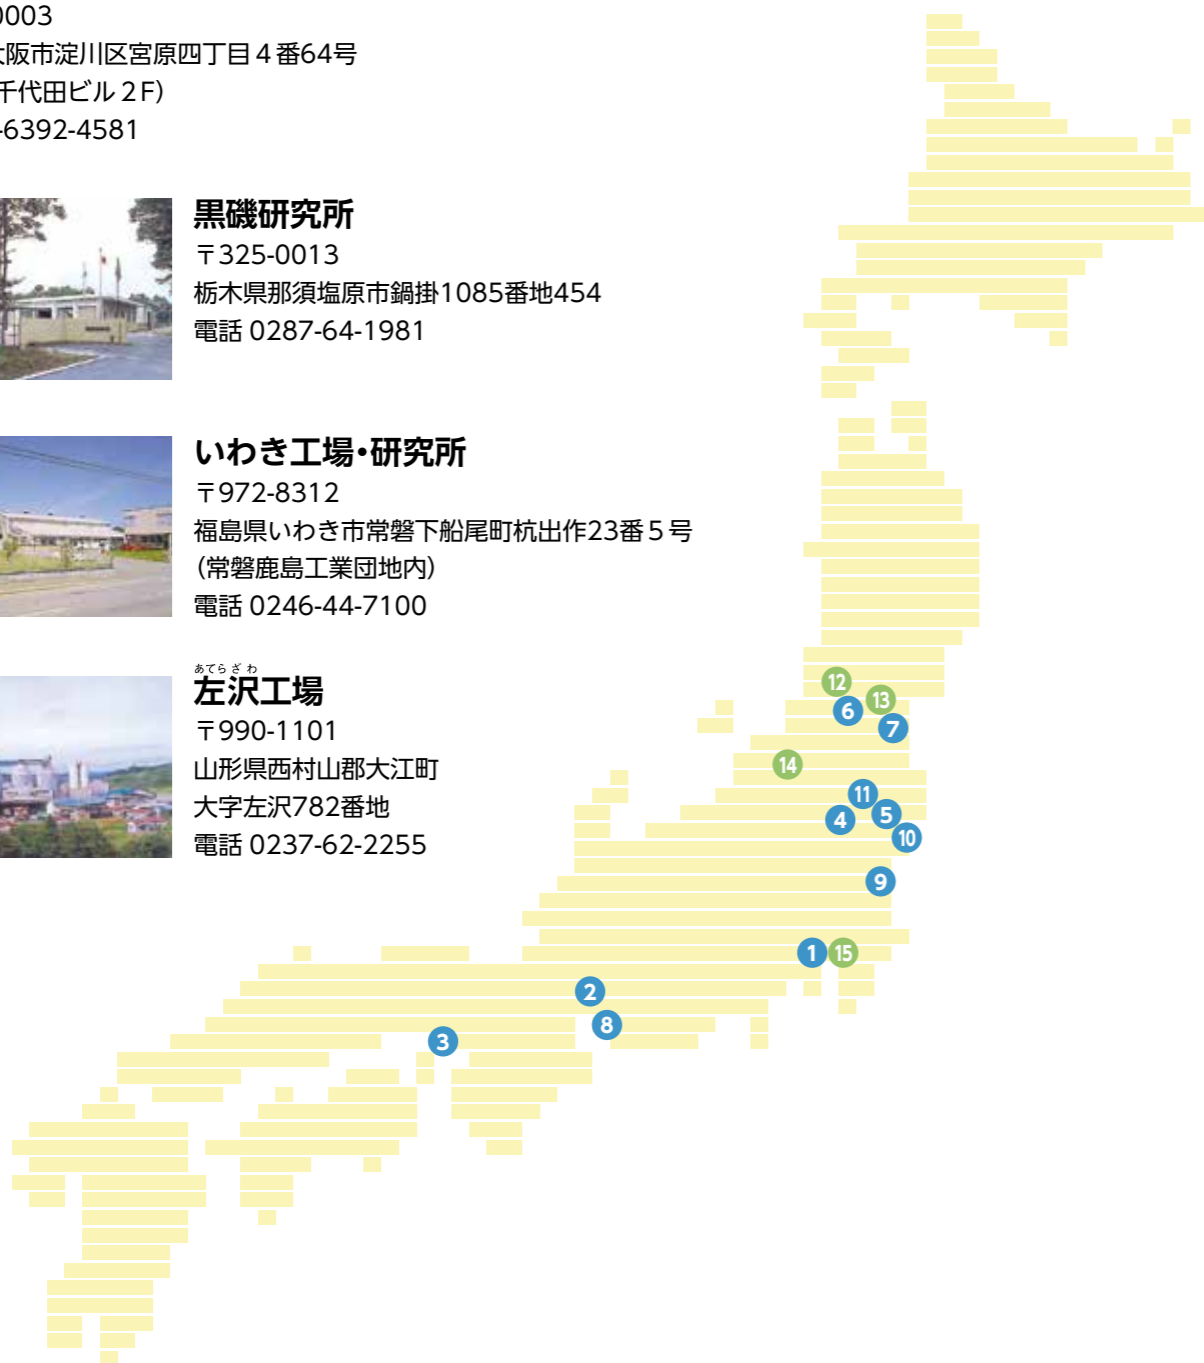 0003
大阪市淀川区宮原四丁目４番64号
千代田ビル２F）
-6392-4581
黒磯研究所
〒325-0013
栃木県那須塩原市鍋掛1085番地454
電話 0287-64-1981
いわき工場・研究所
〒972-8312
福島県いわき市常磐下船尾町杭出作23番５号
（常磐鹿島工業団地内）
電話 0246-44-7100
あてらざわ
左沢工場
〒990-1101
山形県西村山郡大江町
大字左沢782番地
電話 0237-62-2255
12
13
6
7
14
11
5
4
10
9
1
15
2
8
3